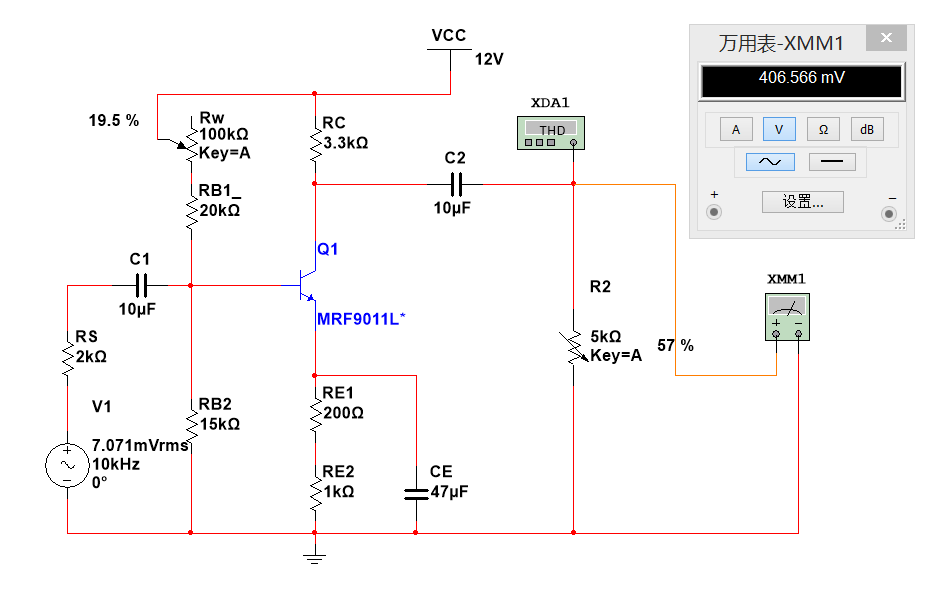 VCC
12V
19.5 %
Rw
100kΩ
Key=A
RC
3.3kΩ
RB1_
20kΩ
C2
10µF
XDA1
THD
C1
10µF
Q1
MRF9011L*
RS
2kΩ
V1
7.071mVrms
10kHz
0°
RB2
15kΩ
RE1
200Ω
RE2
1kΩ
CE
47µF
R2
5kΩ
Key=A
57 %
XMM1
+ −
万用表-XMM1
×
406.566 mV
A V Ω dB
设置...
+ −